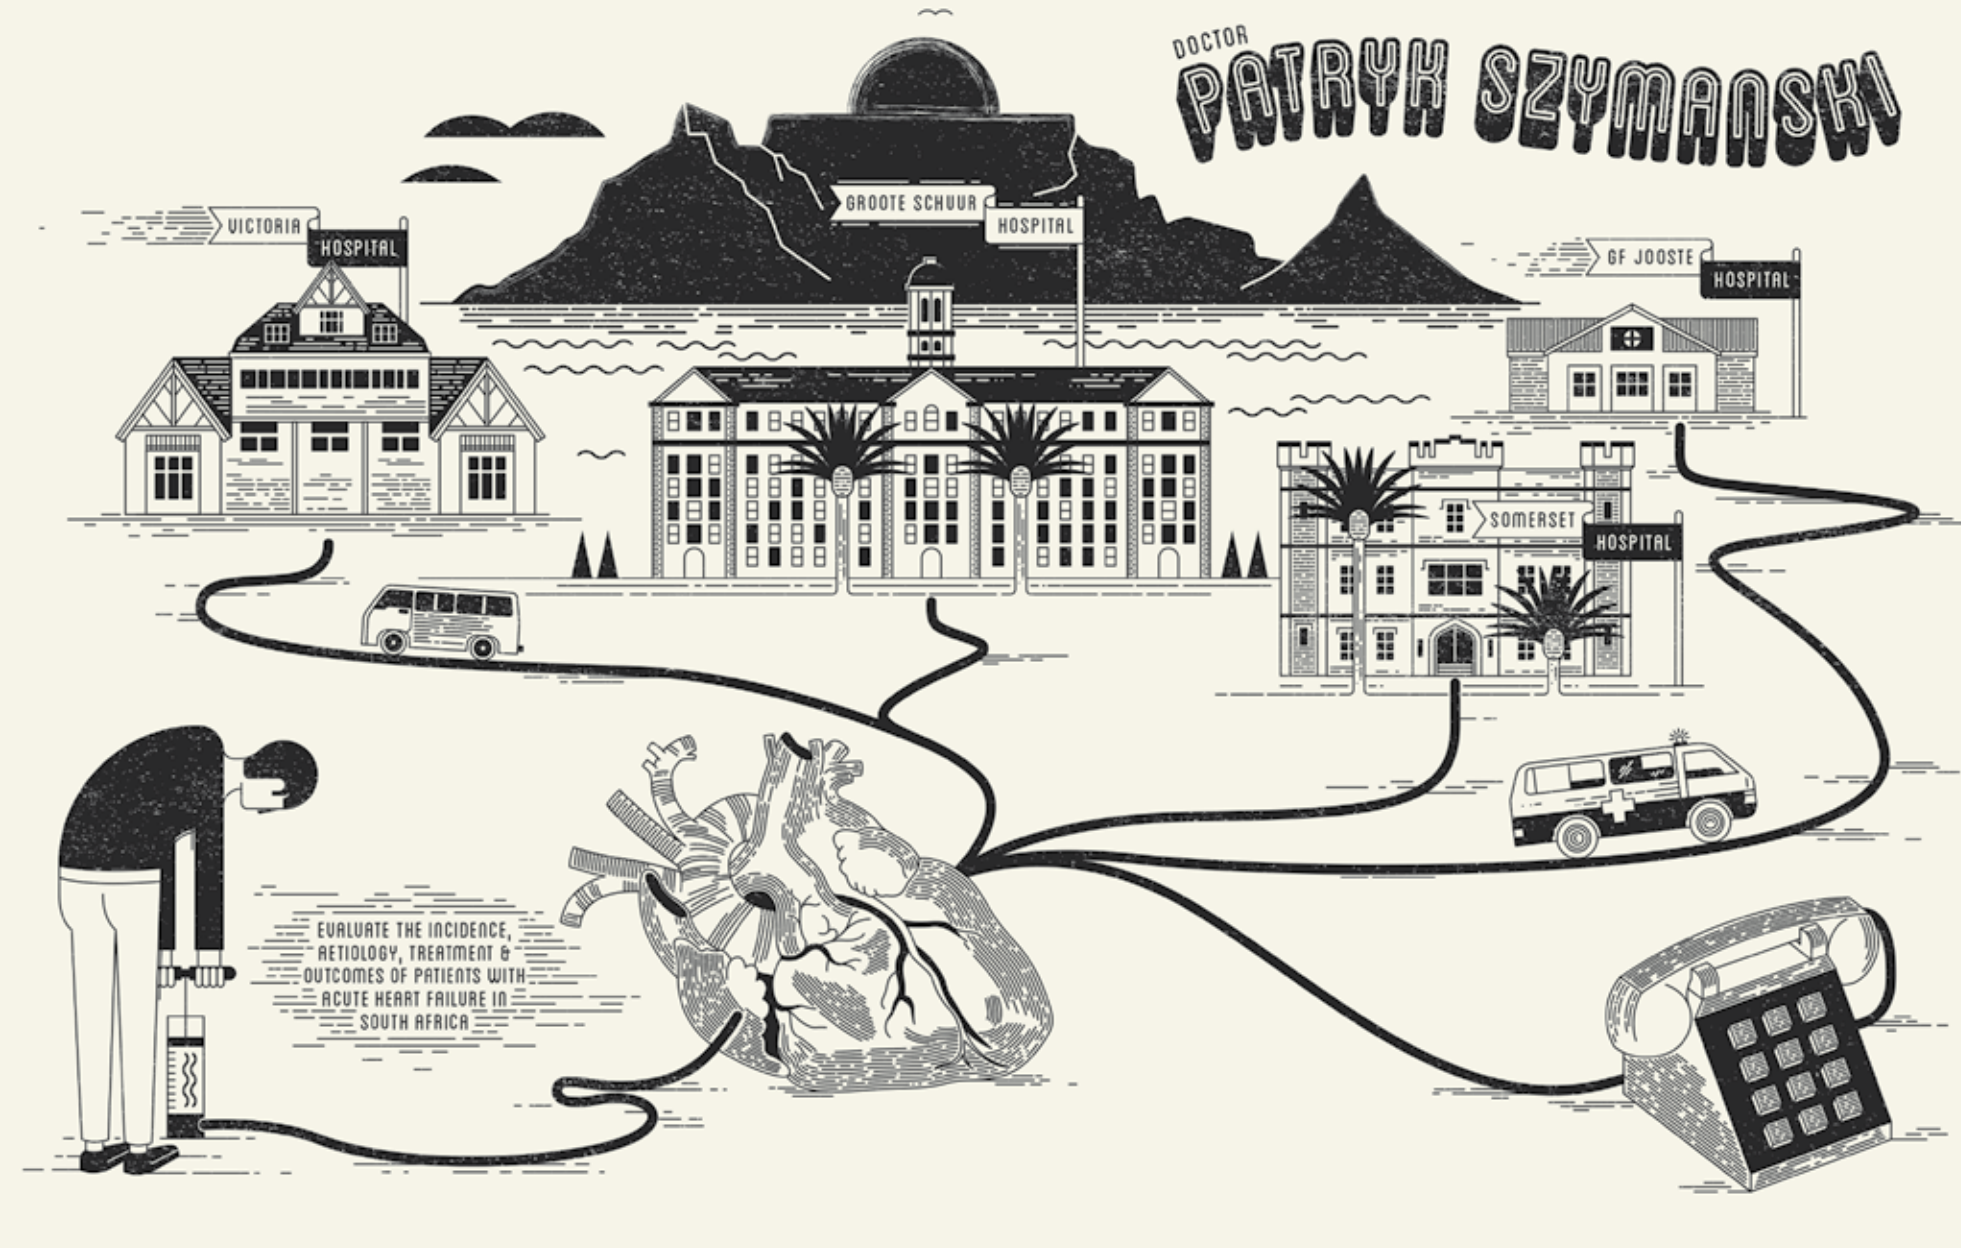 DOCTOR
PATRYK SZYMANSKI
GROOTE SCHUUR
HOSPITAL
VICTORIA
HOSPITAL
GF JOOSTE
HOSPITAL
SOMERSET
HOSPITAL
EVALUATE THE INCIDENCE,
AETIOLOGY, TREATMENT &
OUTCOMES OF PATIENTS WITH
ACUTE HEART FAILURE IN
SOUTH AFRICA